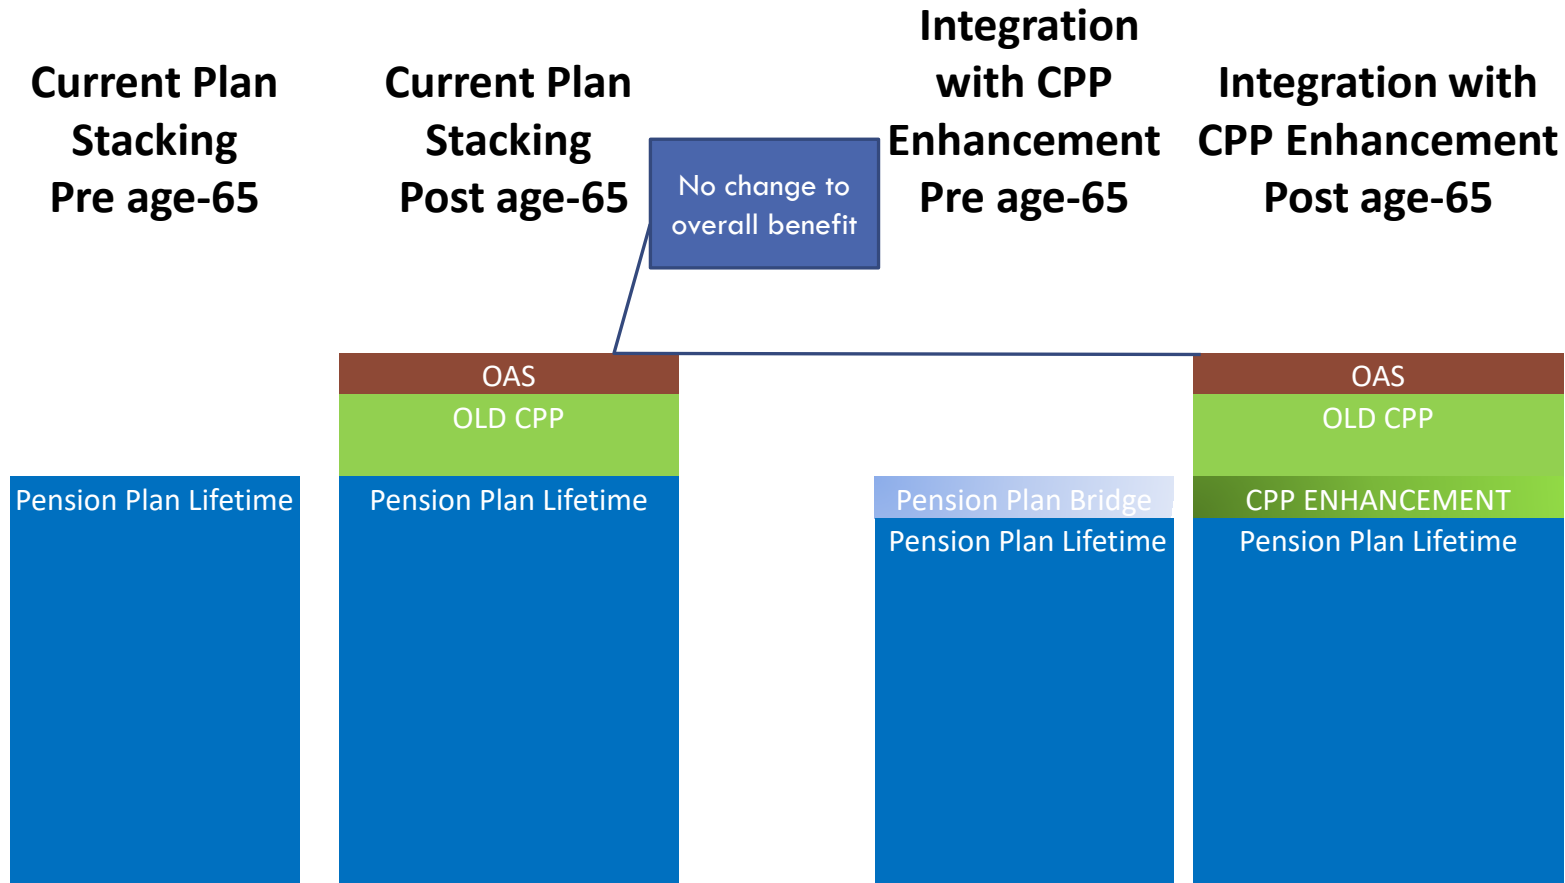 Current Plan
Stacking
Pre age-65
Current Plan
Stacking
Post age-65
No change to
overall benefit
Integration
with CPP
Enhancement
Pre age-65
Integration with
CPP Enhancement
Post age-65
Pension Plan Lifetime
OAS
OLD CPP
Pension Plan Lifetime
Pension Plan Bridge
Pension Plan Lifetime
OAS
OLD CPP
CPP ENHANCEMENT
Pension Plan Lifetime